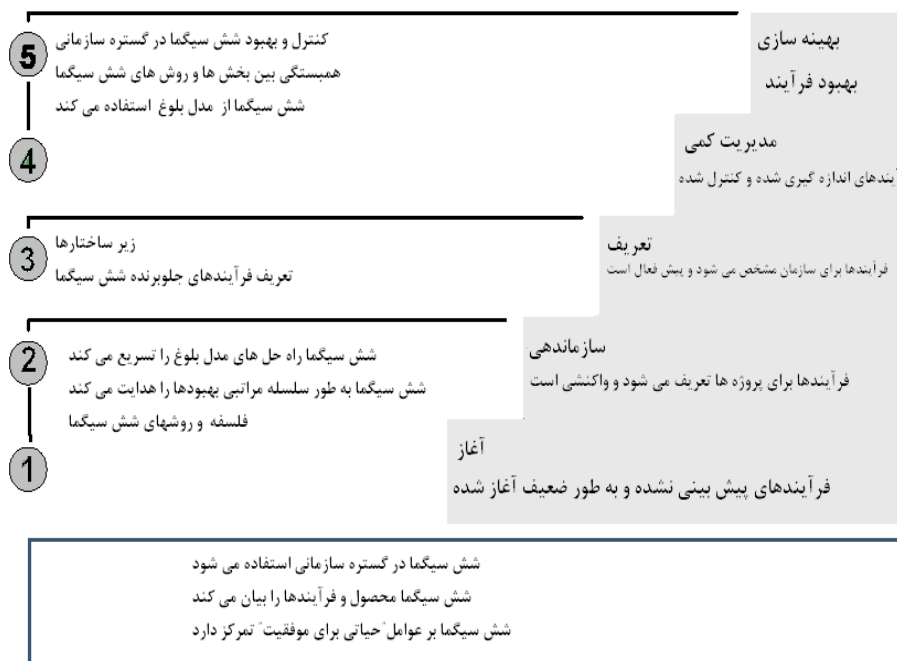 بهینه سازی
بهبود فرآیند
5
کنترل و بهبود شش سیگما در گستره سازمانی
همبستگی بین بخش ها و روش های شش سیگما
شش سیگما از مدل بلوغ استفاده می کند
4
مدیریت کمی
یندهای اندازه گیری شده و کنترل شده
3
زیر ساختارها
تعریف فرآیندهای جلوبرنده شش سیگما
تعریف
فرآیندها برای سازمان مشخص می شود و پیش فعال است
2
شش سیگما راه حل های مدل بلوغ را تسریع می کند
شش سیگما به طور سلسله مراتبی بهبودها را هدایت می کند
فلسفه و روشهای شش سیگما
سازماندهی
فرآیندها برای پروژه ها تعریف می شود و واکنشی است
1
آغاز
فرآیندهای پیش بینی نشده و به طور ضعیف آغاز شده
شش سیگما در گستره سازمانی استفاده می شود
شش سیگما محصول و فرآیندها را بیان می کند
شش سیگما بر عوامل"حیاتی برای موفقیت" تمرکز دارد